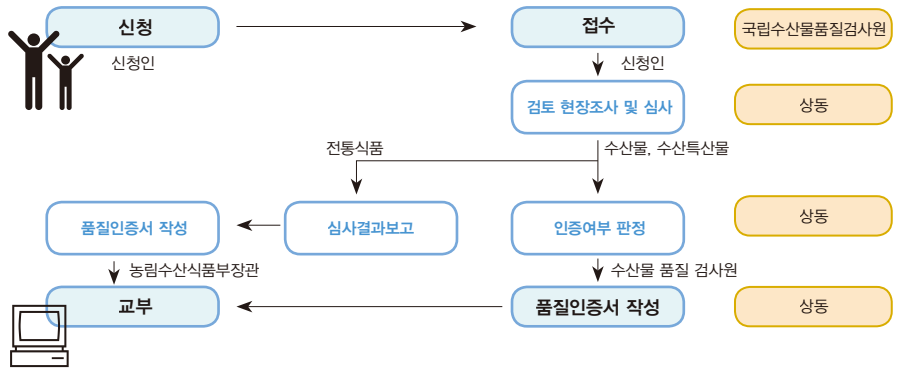 신청
접수
국립수산물품질검사원
신청인
신청인
검토 현장조사 및 심사
상동
전통식품
수산물, 수산특산물
품질인증서 작성
심사결과보고
인증여부 판정
상동
농림수산식품부장관
수산물 품질 검사원
교부
품질인증서 작성
상동